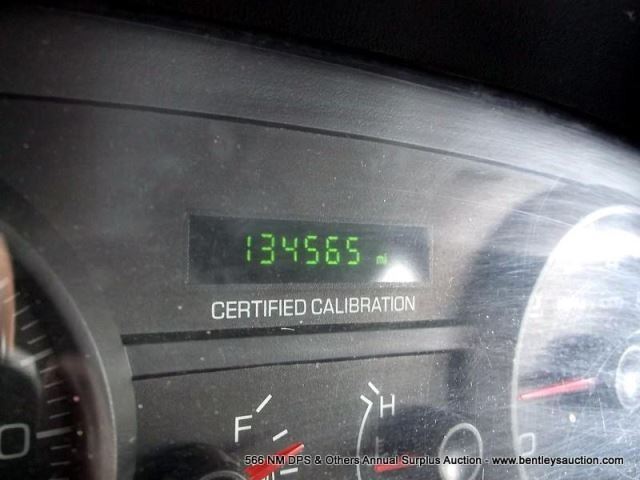 134565 mi
CERTIFIED CALIBRATION
F
H
566 NM DPS & Others Annual Surplus Auction - www.bentleysauction.com